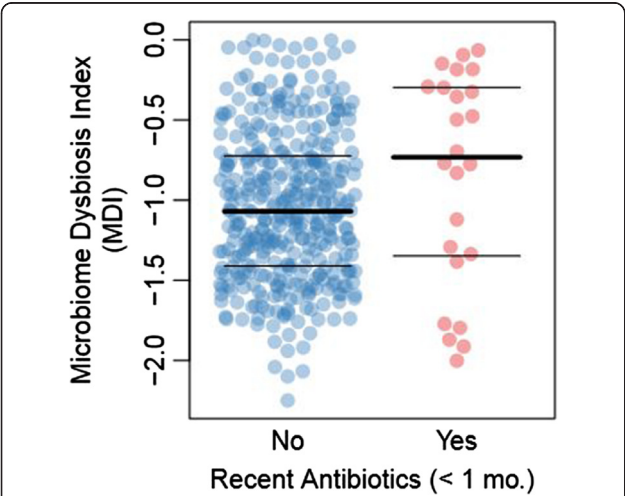 Microbiome Dysbiosis Index
(MDI)
0.0
−0.5
−1.0
−1.5
−2.0
No
Yes
Recent Antibiotics (< 1 mo.)